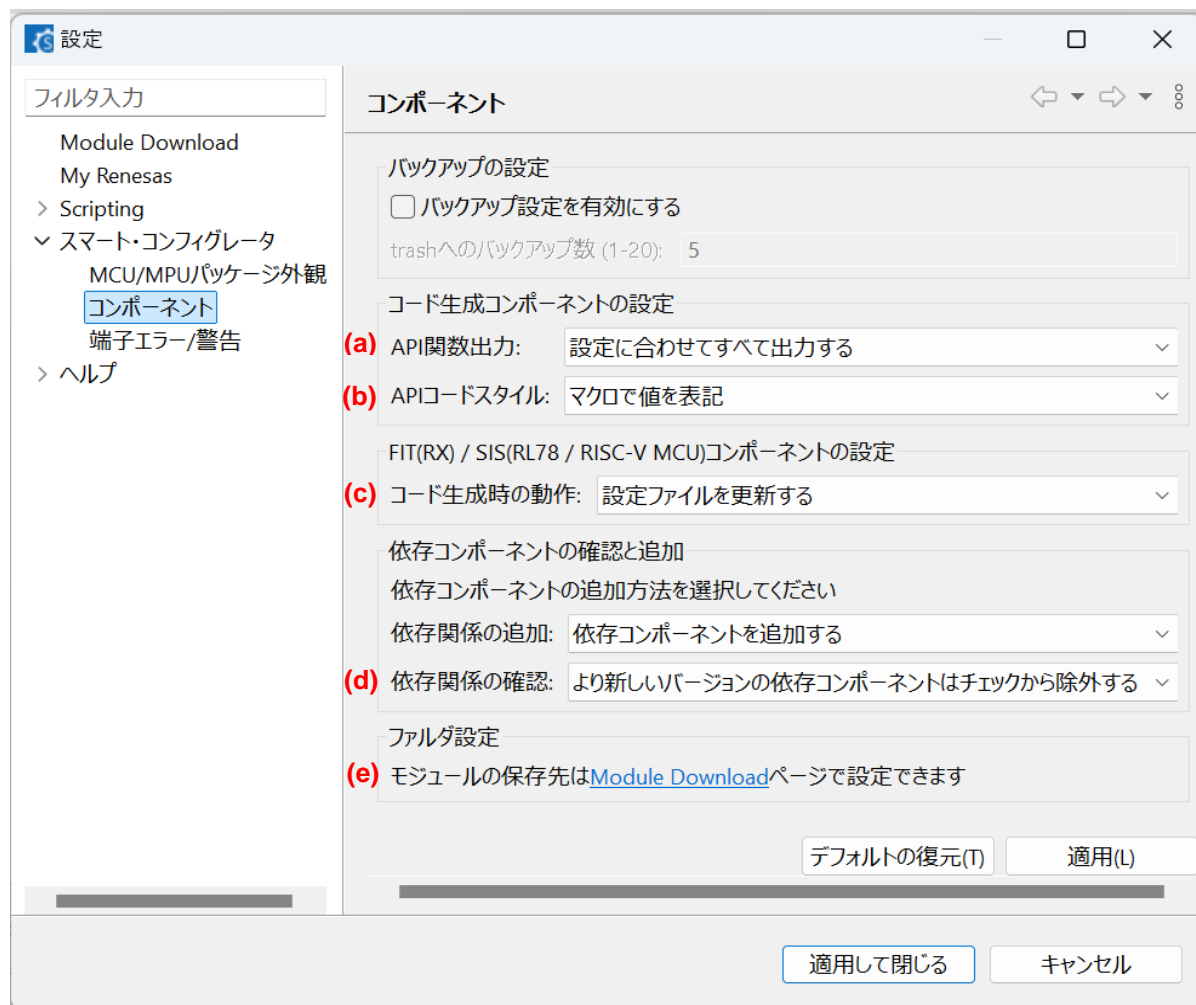 設定
フィルタ入力
Module Download
My Renesas
Scripting
スマート・コンフィグレータ
MCU/MPUパッケージ外観
コンポーネント
端子エラー/警告
ヘルプ
コンポーネント
バックアップの設定
バックアップ設定を有効にする
trashへのバックアップ数 (1-20): 5
コード生成コンポーネントの設定
(a) API関数出力: 設定に合わせてすべて出力する
(b) APIコードスタイル: マクロで値を表記
FIT(RX) / SIS(RL78 / RISC-V MCU)コンポーネントの設定
(c) コード生成時の動作: 設定ファイルを更新する
依存コンポーネントの確認と追加
依存コンポーネントの追加方法を選択してください
依存関係の追加: 依存コンポーネントを追加する
(d) 依存関係の確認: より新しいバージョンの依存コンポーネントはチェックから除外する
フォルダ設定
(e) モジュールの保存先はModule Downloadページで設定できます
デフォルトの復元(T) 適用(L)
適用して閉じる キャンセル